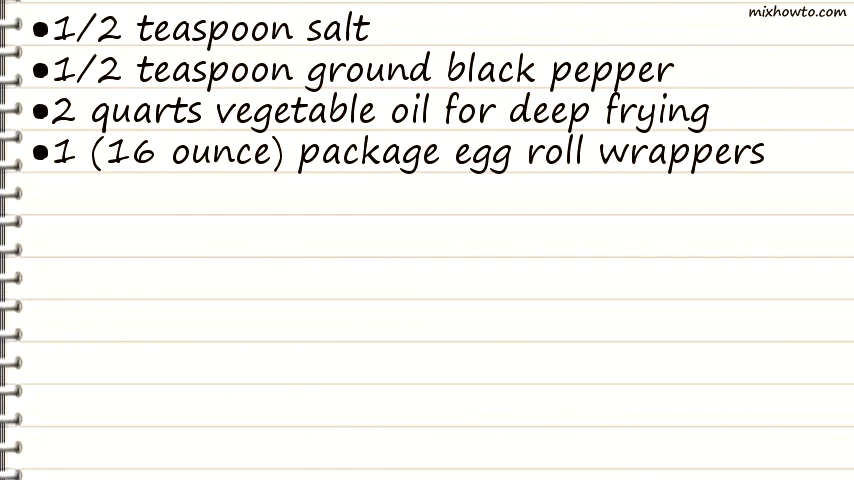 mixhowto.com
•1/2 teaspoon salt
•1/2 teaspoon ground black pepper
•2 quarts vegetable oil for deep frying
•1 (16 ounce) package egg roll wrappers